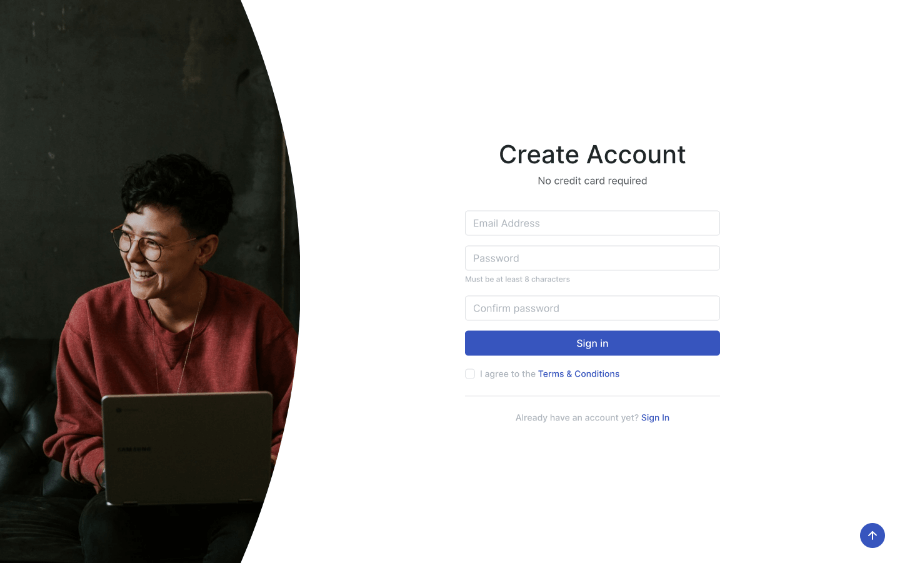 Create Account
No credit card required
Email Address
Password
Must be at least 8 characters
Confirm password
Sign in
I agree to the Terms & Conditions
Already have an account yet? Sign In